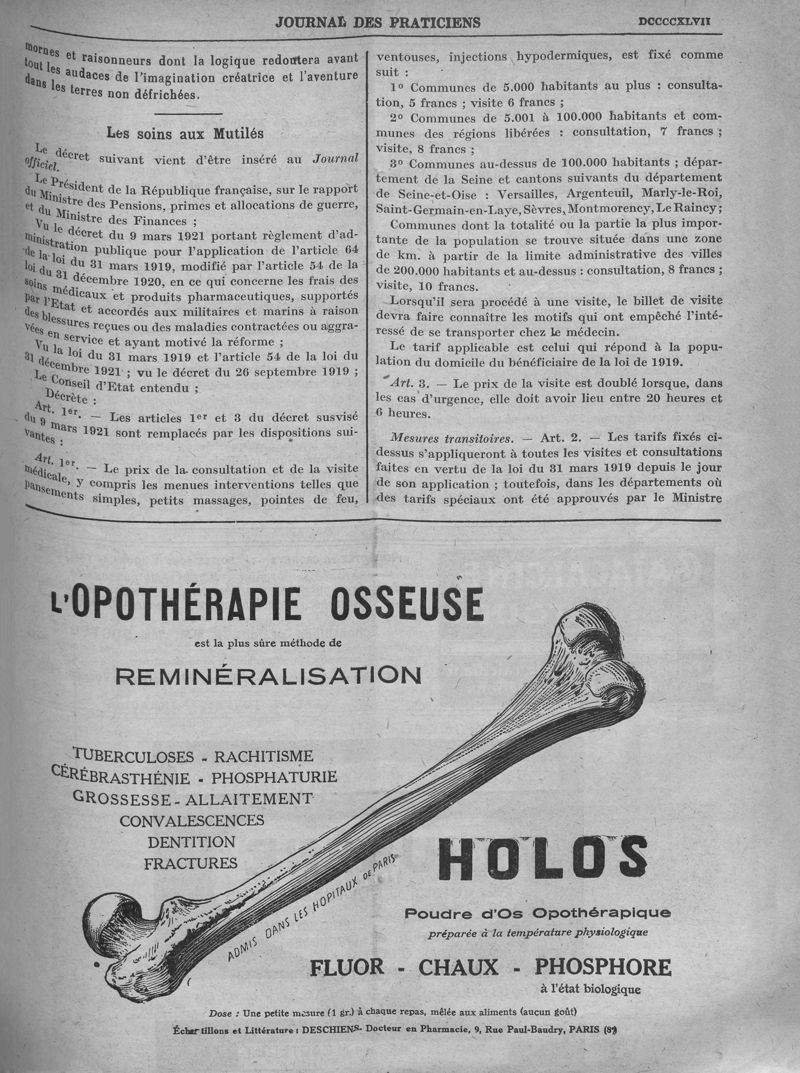 JOURNAL DES PRATICIENS
DCCCCXLVII
mornes et raisonneurs dont la logique redoutera avant
tout les audaces de l'imagination créatrice et l'aventure
dans les terres non défrichées.
Les soins aux Mutilés
Le décret suivant vient d'être inséré au Journal
officiel.
Le Président de la République française, sur le rapport
du Ministre des Pensions, primes et allocations de guerre,
et du Ministre des Finances ;
Vu le décret du 9 mars 1921 portant règlement d'ad-
ministration publique pour l'application de l'article 64
de la loi du 31 mars 1919, modifié par l'article 54 de la
loi du 31 décembre 1920, en ce qui concerne les frais des
soins médicaux et produits pharmaceutiques, supportés
par l'Etat et accordés aux militaires et marins à raison
des blessures reçues ou des maladies contractées ou aggra-
vées en service et ayant motivé la réforme ;
Vu la loi du 31 mars 1919 et l'article 54 de la loi du
31 décembre 1921 ; vu le décret du 26 septembre 1919 ;
Le Conseil d'Etat entendu ;
Décrète :
Art. 1er. — Les articles 1er et 3 du décret susvisé
du 9 mars 1921 sont remplacés par les dispositions sui-
vantes :
Art. 1er. — Le prix de la consultation et de la visite
médicale, y compris les menues interventions telles que
pansements simples, petits massages, pointes de feu,
ventouses, injections hypodermiques, est fixé comme
suit :
1o Communes de 5.000 habitants au plus : consulta-
tion, 5 francs ; visite 6 francs ;
2o Communes de 5.001 à 100.000 habitants et com-
munes des régions libérées : consultation, 7 francs ;
visite, 8 francs ;
3o Communes au-dessus de 100.000 habitants ; dépar-
tement de la Seine et cantons suivants du département
de Seine-et-Oise : Versailles, Argenteuil, Marly-le-Roi,
Saint-Germain-en-Laye, Sèvres, Montmorency, Le Raincy ;
Communes dont la totalité ou la partie la plus impor-
tante de la population se trouve située dans une zone
de km. à partir de la limite administrative des villes
de 200.000 habitants et au-dessus : consultation, 8 francs ;
visite, 10 francs.
Lorsqu'il sera procédé à une visite, le billet de visite
devra faire connaître les motifs qui ont empêché l'inté-
ressé de se transporter chez le médecin.
Le tarif applicable est celui qui répond à la popu-
lation du domicile du bénéficiaire de la loi de 1919.
Art. 3. — Le prix de la visite est doublé lorsque, dans
les cas d'urgence, elle doit avoir lieu entre 20 heures et
6 heures.
Mesures transitoires. — Art. 2. — Les tarifs fixés ci-
dessus s'appliqueront à toutes les visites et consultations
faites en vertu de la loi du 31 mars 1919 depuis le jour
de son application ; toutefois, dans les départements où
des tarifs spéciaux ont été approuvés par le Ministre
L'OPOTHÉRAPIE OSSEUSE
est la plus sûre méthode de
REMINÉRALISATION
TUBERCULOSES - RACHITISME
CÉRÉBRASTHÉNIE - PHOSPHATURIE
GROSSESSE - ALLAITEMENT
CONVALESCENCES
DENTITION
FRACTURES
ADMIS DANS LES HOPITAUX DE PARIS
HOLOS
Poudre d'Os Opothérapique
préparée à la température physiologique
FLUOR - CHAUX - PHOSPHORE
à l'état biologique
Dose : Une petite mesure (1 gr.) à chaque repas, mêlée aux aliments (aucun goût)
Échantillons et Littérature : DESCHIENS - Docteur en Pharmacie, 9, Rue Paul-Baudry, PARIS (8e)